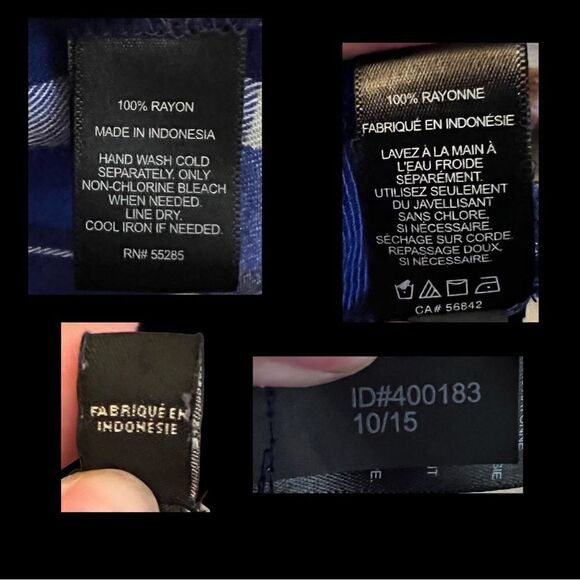 100% RAYON
MADE IN INDONESIA
HAND WASH COLD
SEPARATELY. ONLY
NON-CHLORINE BLEACH
WHEN NEEDED.
LINE DRY.
COOL IRON IF NEEDED.
RN# 55285
100% RAYONNE
FABRIQUÉ EN INDONÉSIE
LAVEZ À LA MAIN À
L'EAU FROIDE
SÉPARÉMENT.
UTILISEZ SEULEMENT
DU JAVELLISANT
SANS CHLORE,
SI NÉCESSAIRE.
SÉCHAGE SUR CORDE.
REPASSAGE DOUX,
SI NÉCESSAIRE.
CA# 56842
FABRIQUÉ EN
INDONÉSIE
ID#400183
10/15